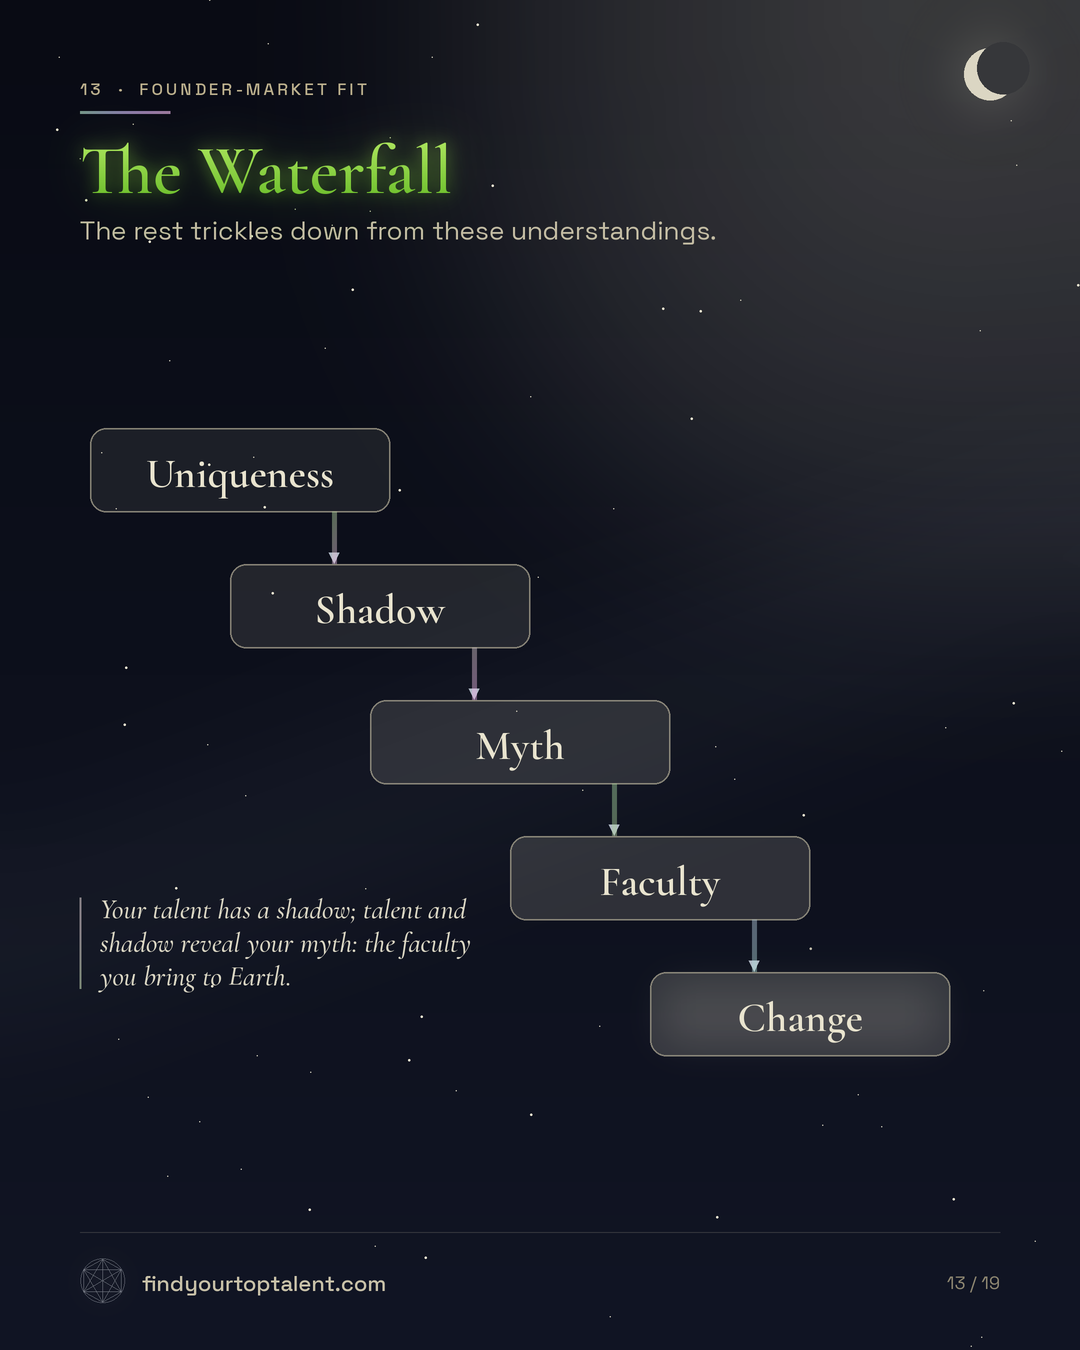 13 · FOUNDER-MARKET FIT
The Waterfall
The rest trickles down from these understandings.
Uniqueness
Shadow
Myth
Faculty
Your talent has a shadow; talent and
shadow reveal your myth: the faculty
you bring to Earth.
Change
findyourtoptalent.com
13 / 19